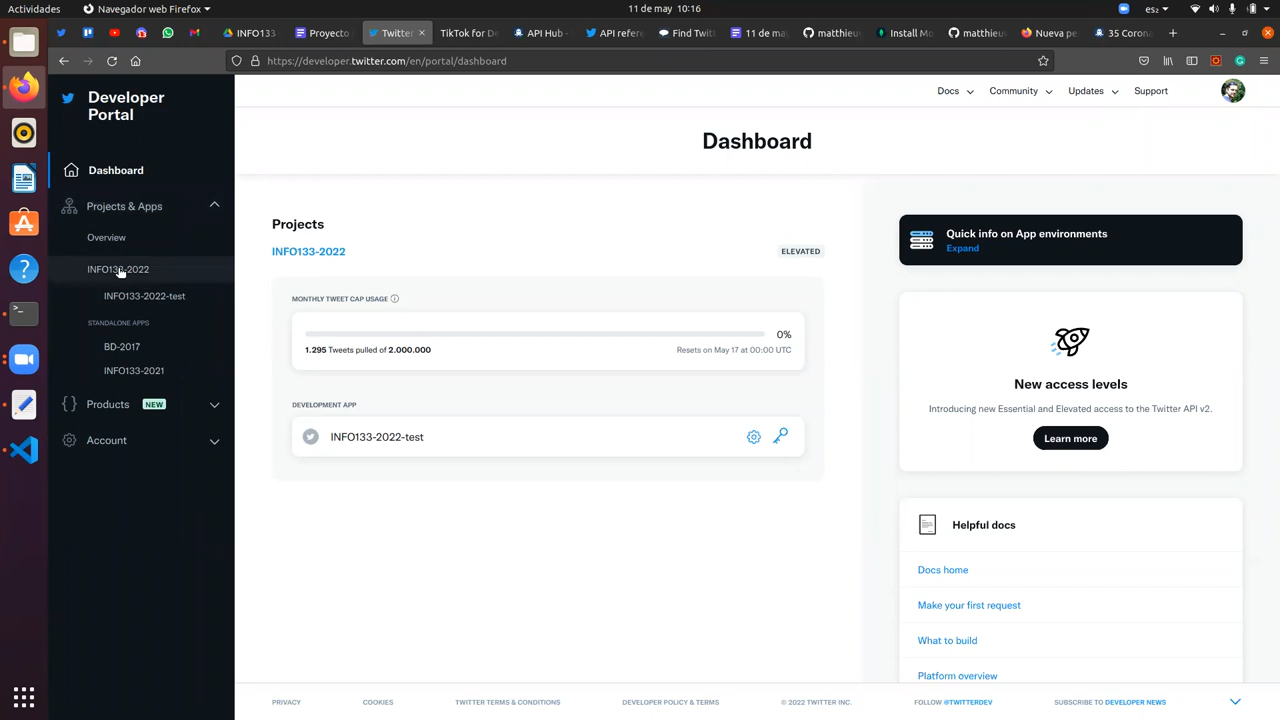 Actividades
Navegador web Firefox
11 de may 10:16
es₂
INFO133
Proyecto
Twitter
TikTok for De
API Hub -
API refere
Find Twitt
11 de may
matthieu
Install Mo
matthieu
Nueva pe
35 Corona
https://developer.twitter.com/en/portal/dashboard
Developer
Portal
Docs
Community
Updates
Support
Dashboard
Dashboard
Projects & Apps
Overview
INFO133-2022
INFO133-2022-test
STANDALONE APPS
BD-2017
INFO133-2021
Products NEW
Account
Projects
INFO133-2022
ELEVATED
MONTHLY TWEET CAP USAGE
0%
1.295 Tweets pulled of 2.000.000
Resets on May 17 at 00:00 UTC
DEVELOPMENT APP
INFO133-2022-test
Quick info on App environments
Expand
New access levels
Introducing new Essential and Elevated access to the Twitter API v2.
Learn more
Helpful docs
Docs home
Make your first request
What to build
Platform overview
PRIVACY
COOKIES
TWITTER TERMS & CONDITIONS
DEVELOPER POLICY & TERMS
© 2022 TWITTER INC.
FOLLOW @TWITTERDEV
SUBSCRIBE TO DEVELOPER NEWS